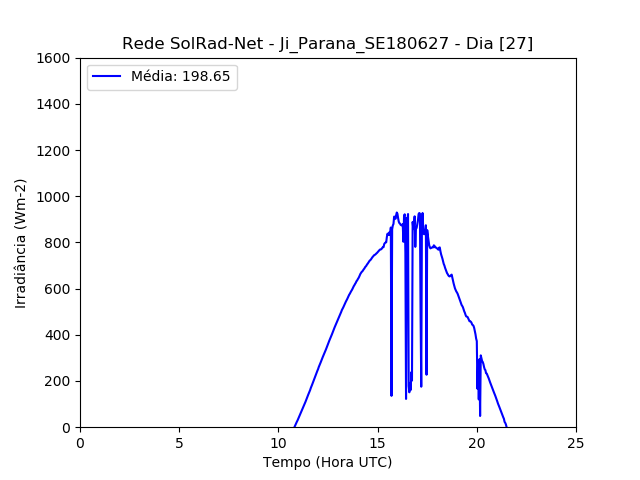 Rede SolRad-Net - Ji_Parana_SE180627 - Dia [27]
Média: 198.65
Irradiância (Wm-2)
1600
1400
1200
1000
800
600
400
200
0
0 5 10 15 20 25
Tempo (Hora UTC)